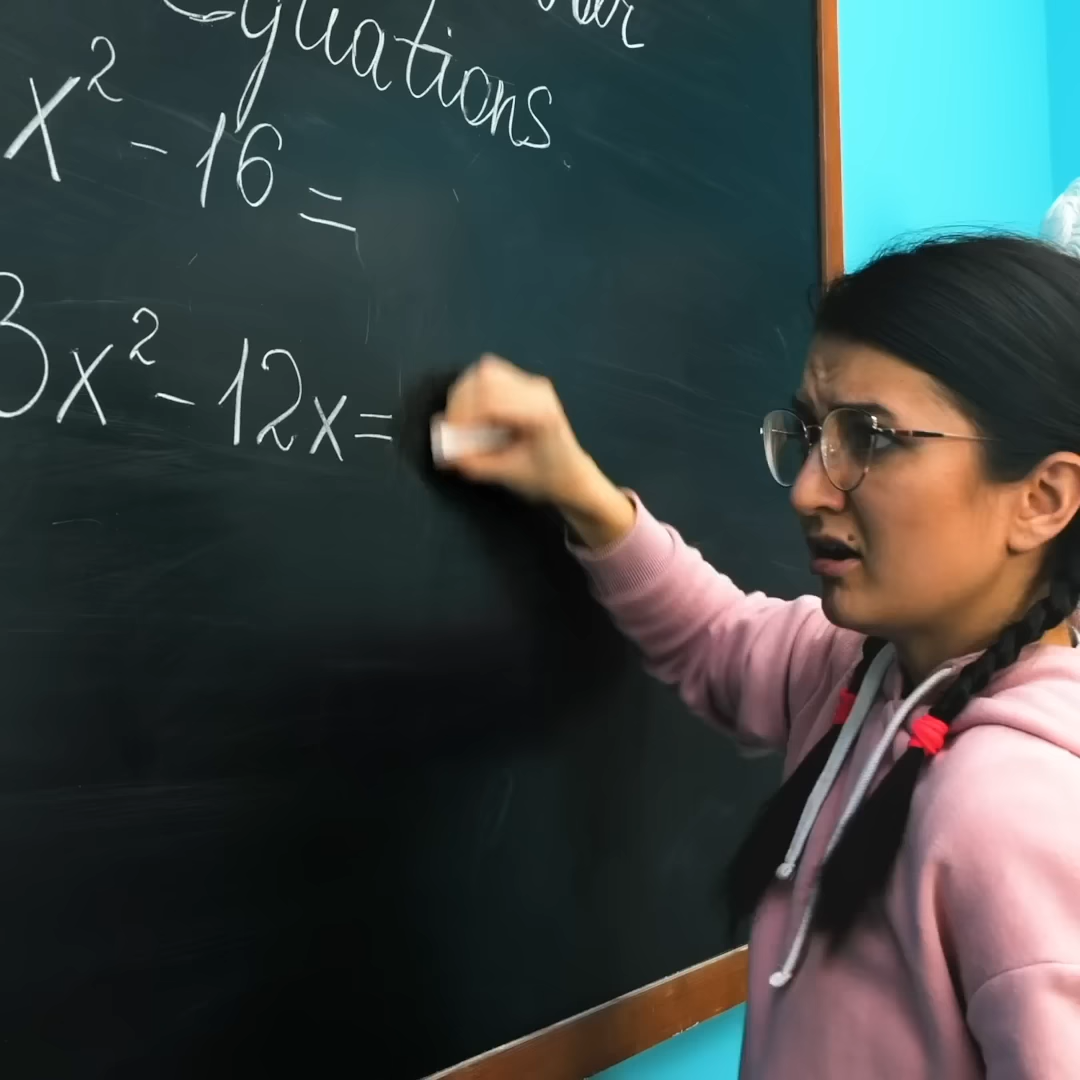 Equations
x² - 16 =
3x² - 12x =